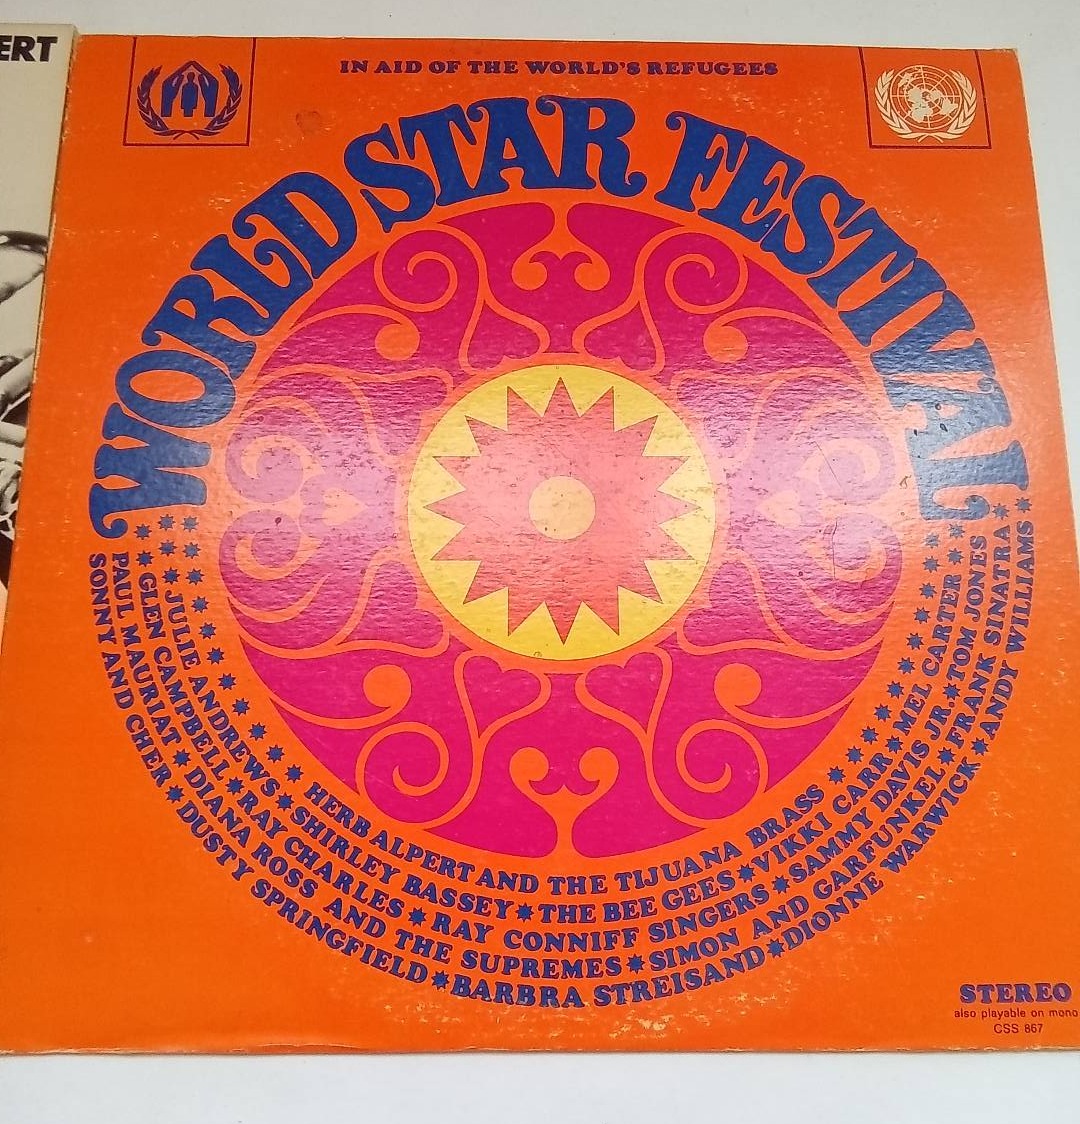 ERT
IN AID OF THE WORLD'S REFUGEES
WORLD STAR FESTIVAL
HERB ALPERT AND THE TIJUANA BRASS
JULIE ANDREWS * SHIRLEY BASSEY * THE BEE GEES * VIKKI CARR * MEL CARTER
GLEN CAMPBELL * RAY CHARLES * RAY CONNIFF SINGERS * SAMMY DAVIS JR. * TOM JONES
PAUL MAURIAT * DIANA ROSS AND THE SUPREMES * SIMON AND GARFUNKEL * FRANK SINATRA
SONNY AND CHER * DUSTY SPRINGFIELD * BARBRA STREISAND * DIONNE WARWICK * ANDY WILLIAMS
STEREO
also playable on mono
CSS 867